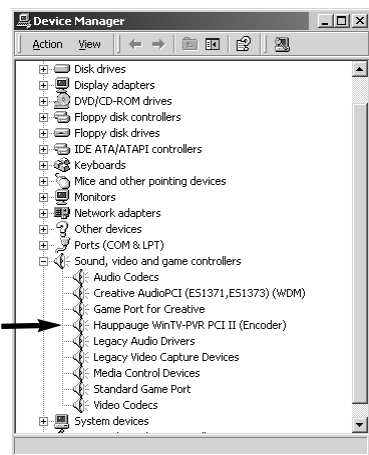 Device Manager
Action View
Disk drives
Display adapters
DVD/CD-ROM drives
Floppy disk controllers
Floppy disk drives
IDE ATA/ATAPI controllers
Keyboards
Mice and other pointing devices
Monitors
Network adapters
Other devices
Ports (COM & LPT)
Sound, video and game controllers
Audio Codecs
Creative AudioPCI (ES1371,ES1373) (WDM)
Game Port for Creative
Hauppauge WinTV-PVR PCI II (Encoder)
Legacy Audio Drivers
Legacy Video Capture Devices
Media Control Devices
Standard Game Port
Video Codecs
System devices